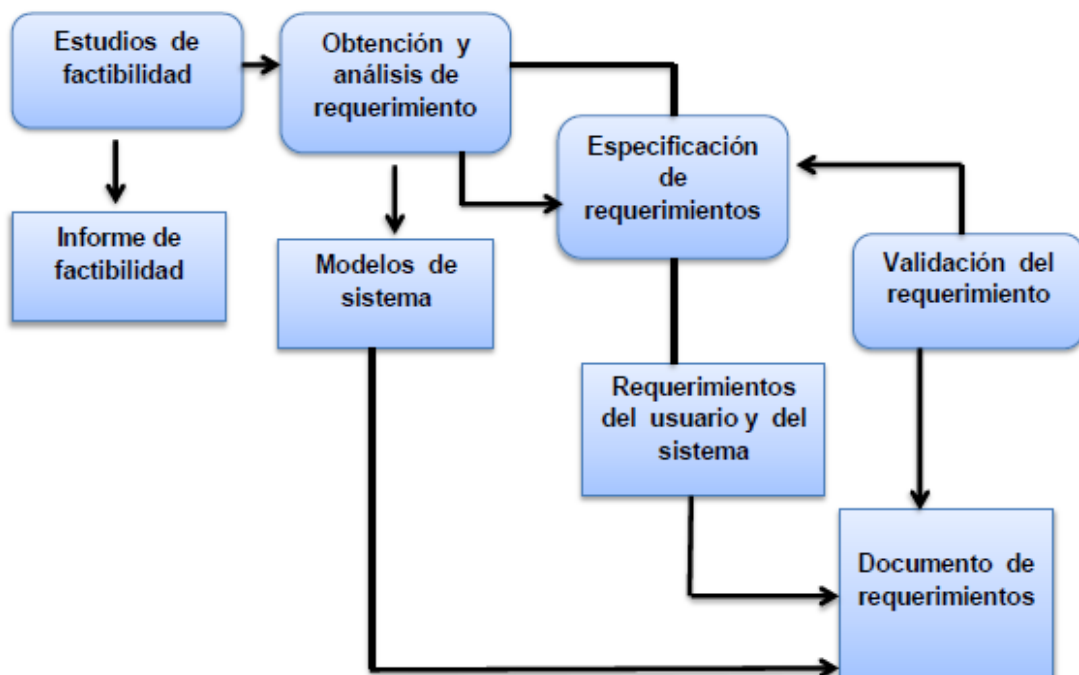 Estudios de
factibilidad
Obtención y
análisis de
requerimiento
Especificación
de
requerimientos
Informe de
factibilidad
Modelos de
sistema
Validación del
requerimiento
Requerimientos
del usuario y del
sistema
Documento de
requerimientos